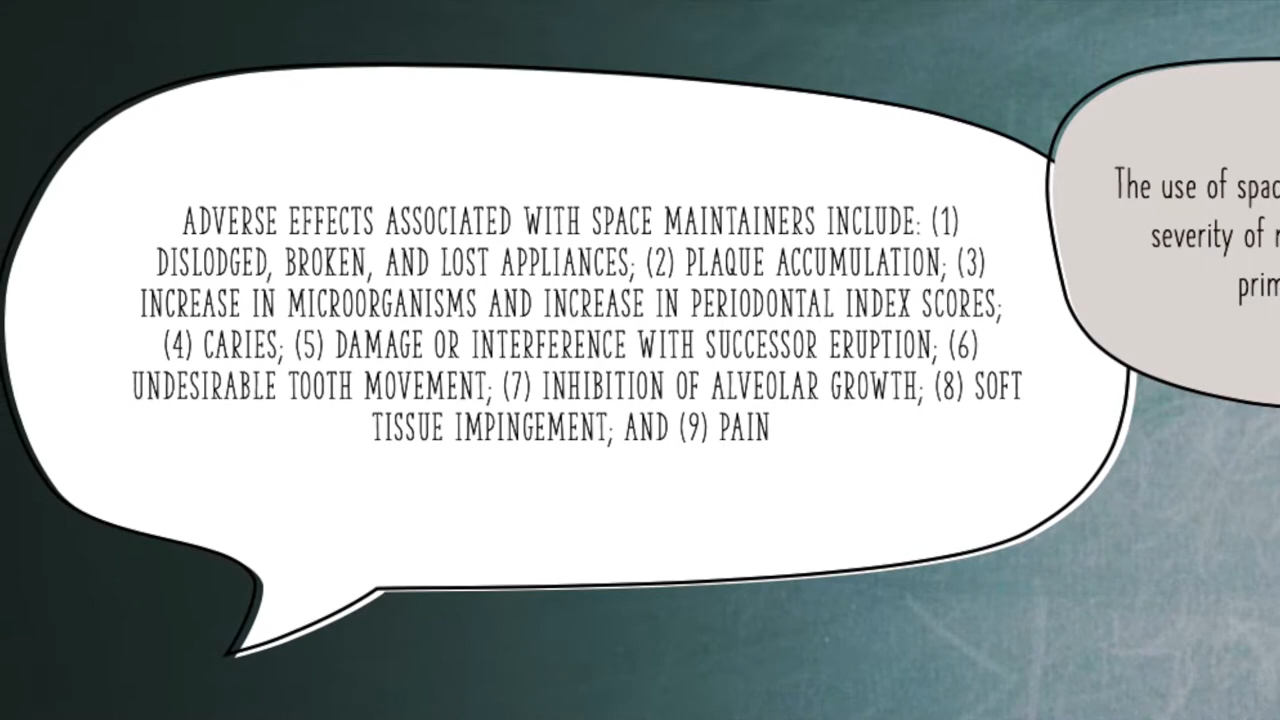 ADVERSE EFFECTS ASSOCIATED WITH SPACE MAINTAINERS INCLUDE: (1)
DISLODGED, BROKEN, AND LOST APPLIANCES; (2) PLAQUE ACCUMULATION; (3)
INCREASE IN MICROORGANISMS AND INCREASE IN PERIODONTAL INDEX SCORES;
(4) CARIES; (5) DAMAGE OR INTERFERENCE WITH SUCCESSOR ERUPTION; (6)
UNDESIRABLE TOOTH MOVEMENT; (7) INHIBITION OF ALVEOLAR GROWTH; (8) SOFT
TISSUE IMPINGEMENT; AND (9) PAIN
The use of
severity of